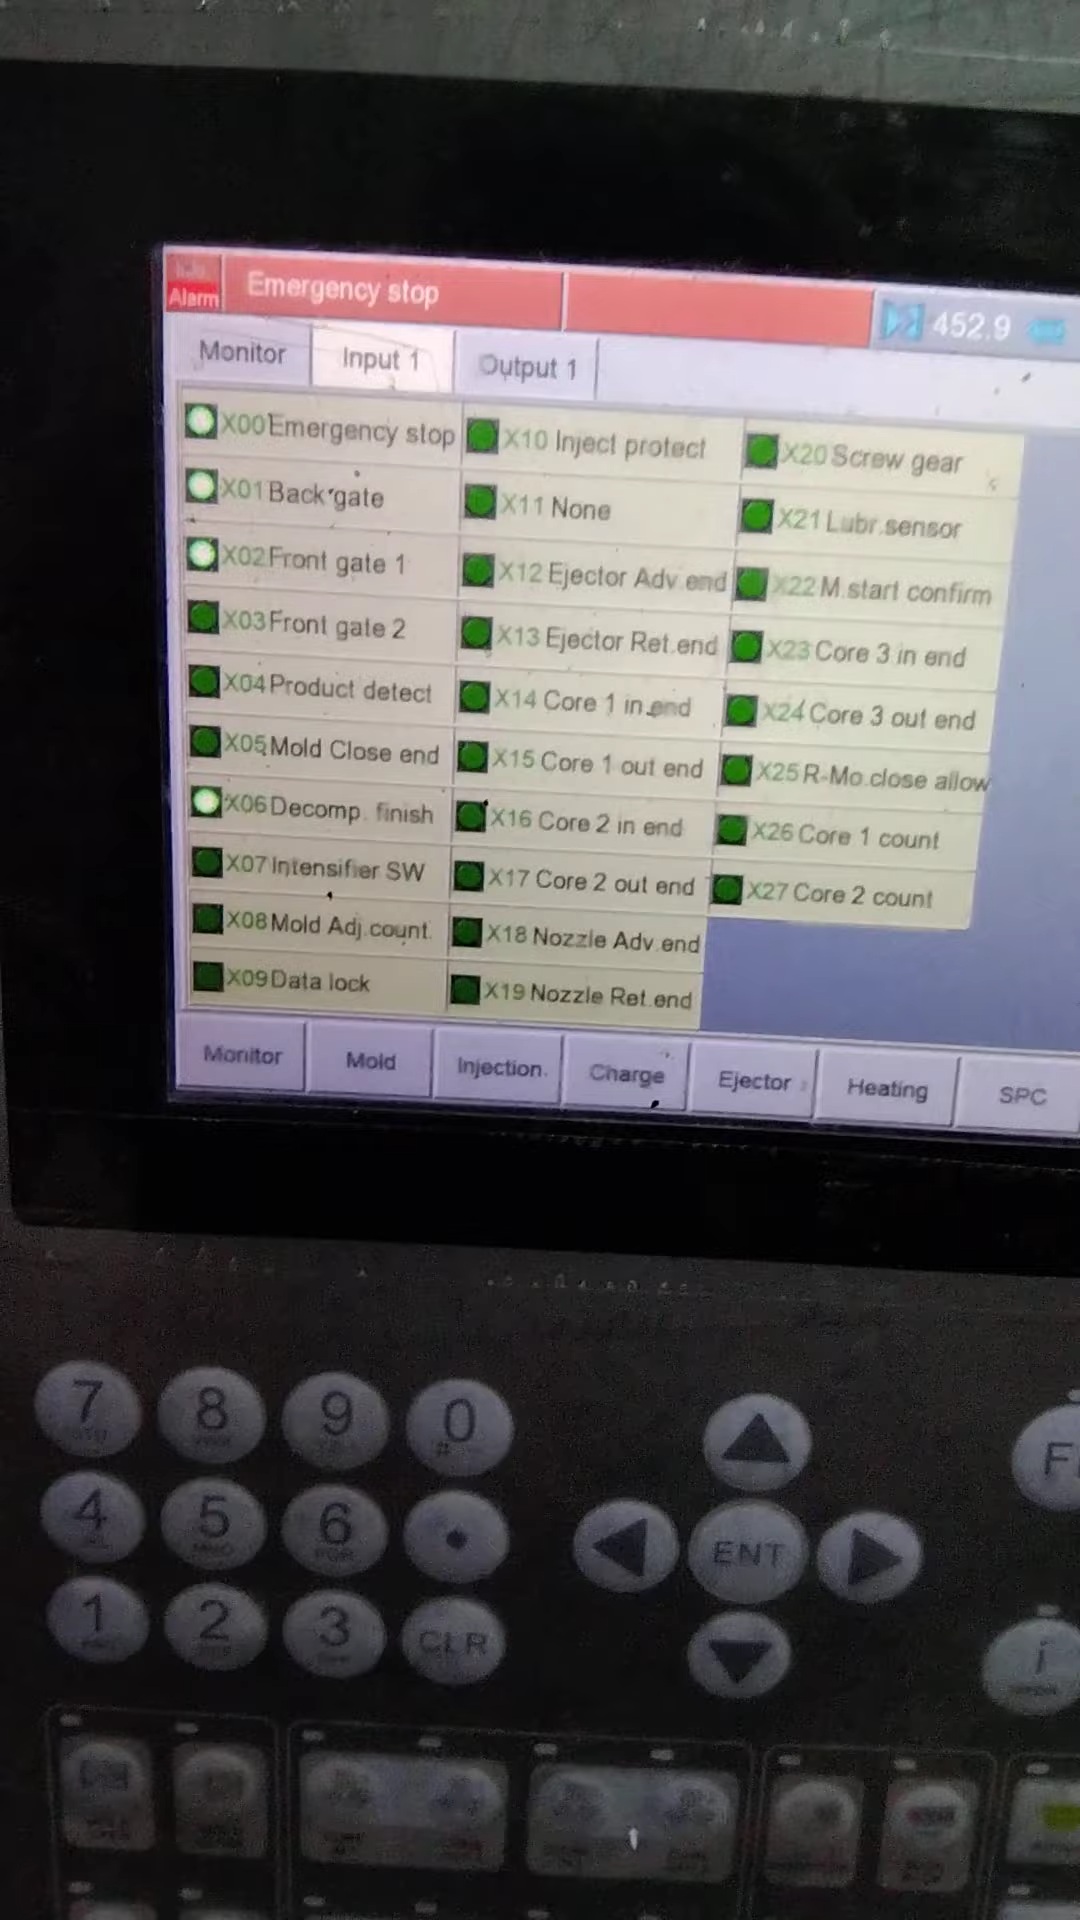 Alarm
Emergency stop
452.9
Monitor
Input 1
Output 1
X00 Emergency stop
X01 Back gate
X02 Front gate 1
X03 Front gate 2
X04 Product detect
X05 Mold Close end
X06 Decomp. finish
X07 Intensifier SW
X08 Mold Adj.count.
X09 Data lock
X10 Inject protect
X11 None
X12 Ejector Adv.end
X13 Ejector Ret.end
X14 Core 1 in end
X15 Core 1 out end
X16 Core 2 in end
X17 Core 2 out end
X18 Nozzle Adv.end
X19 Nozzle Ret.end
X20 Screw gear
X21 Lubr.sensor
X22 M.start confirm
X23 Core 3 in end
X24 Core 3 out end
X25 R-Mo.close allow
X26 Core 1 count
X27 Core 2 count
Monitor
Mold
Injection
Charge
Ejector
Heating
SPC
7
8
9
0
#
4
5
6
ENT
1
2
3
CLR
i